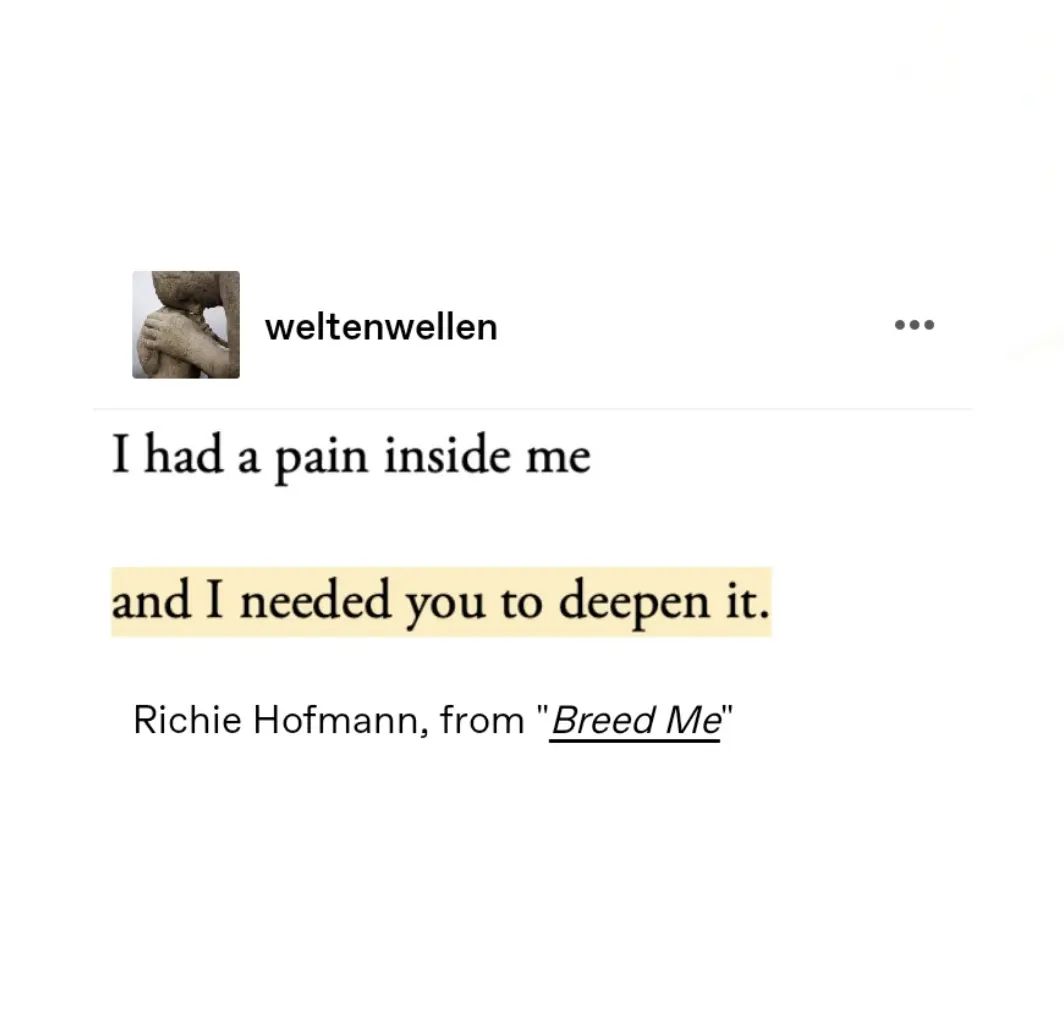 weltenwellen
I had a pain inside me
and I needed you to deepen it.
Richie Hofmann, from "Breed Me"